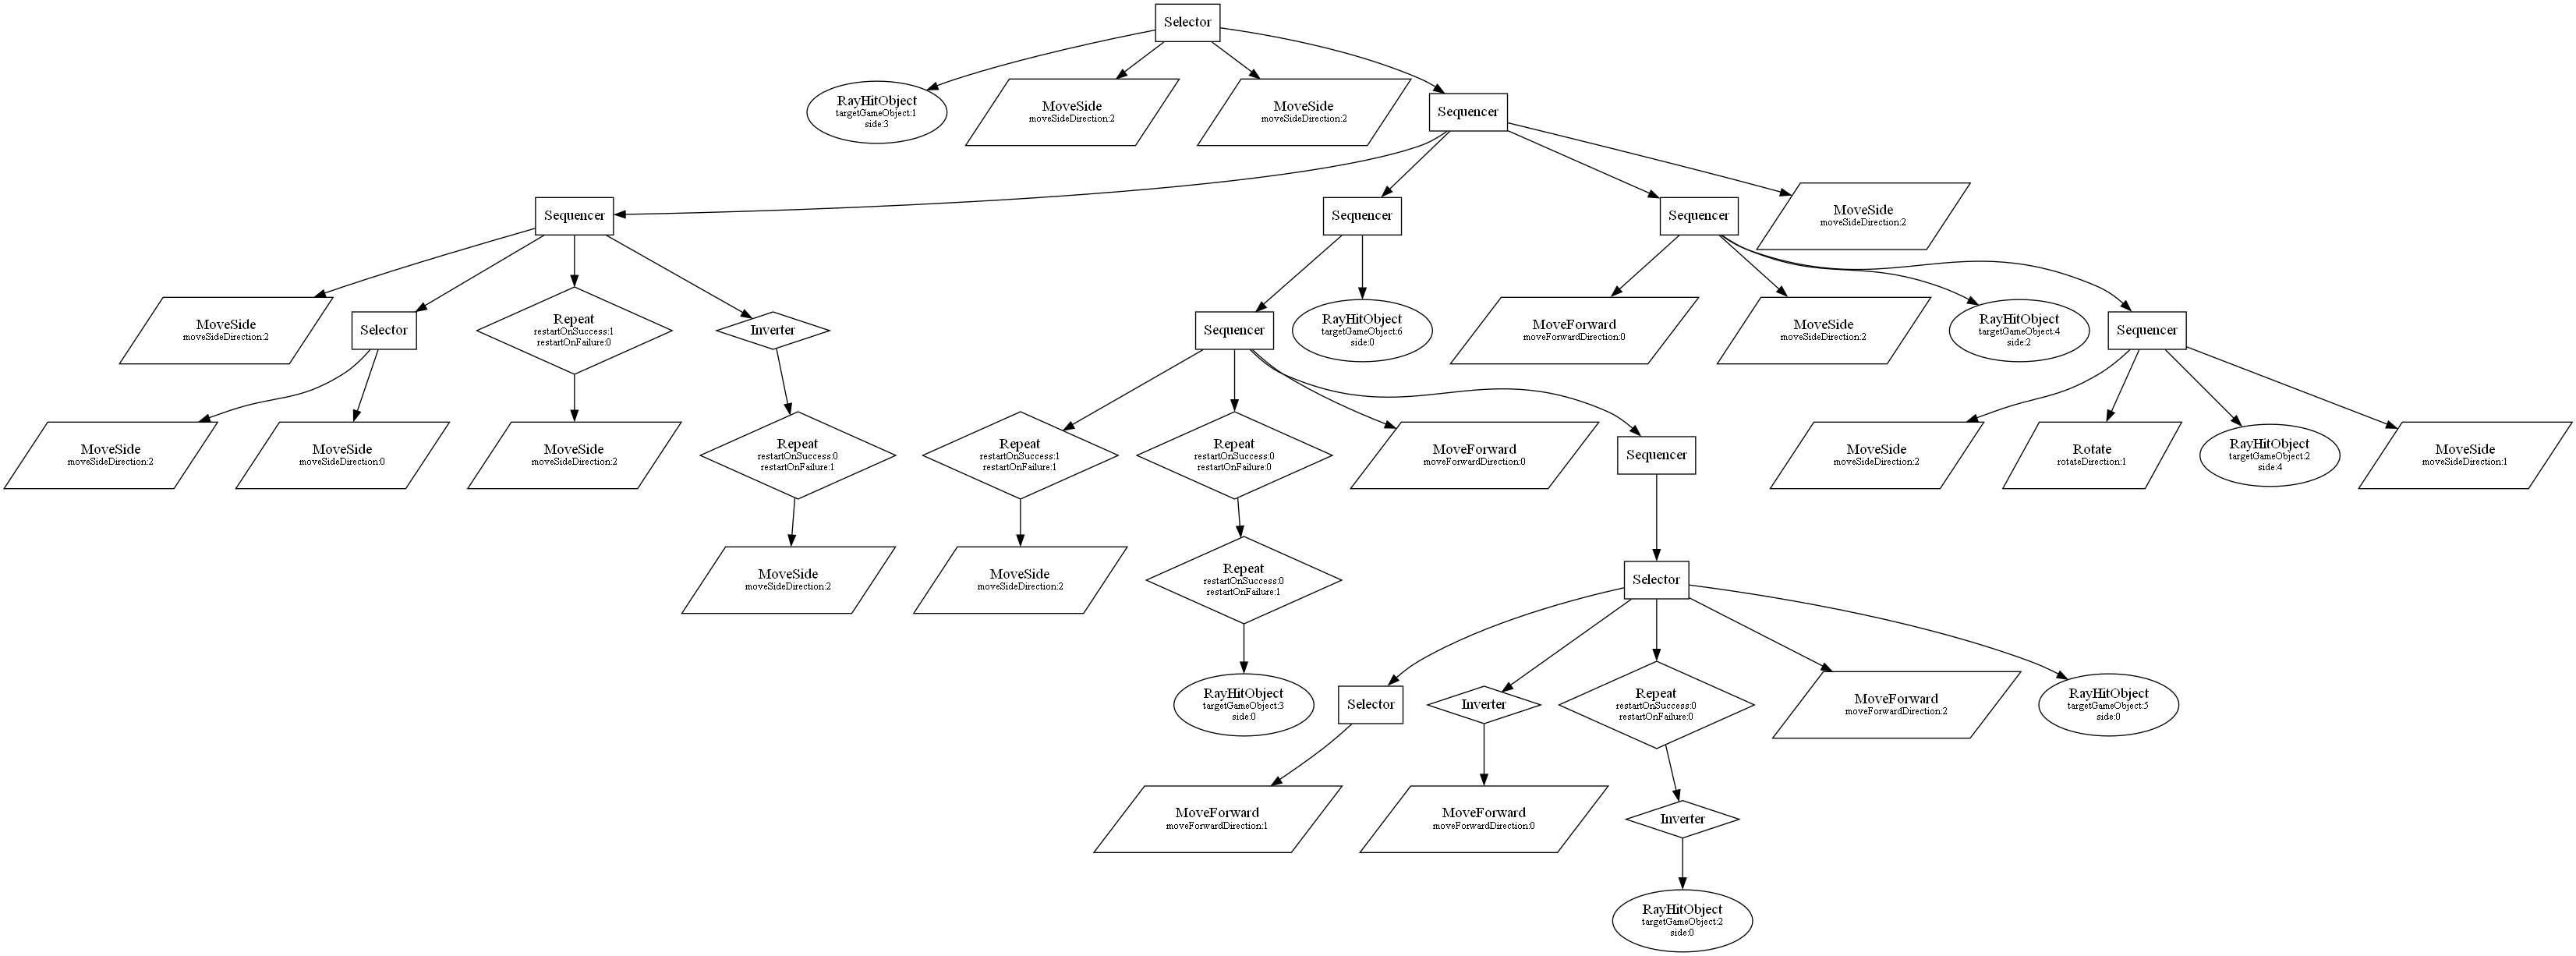 Selector
RayHitObject
targetGameObject:1
side:3
MoveSide
moveSideDirection:2
MoveSide
moveSideDirection:2
Sequencer
Sequencer
Sequencer
Sequencer
MoveSide
moveSideDirection:2
MoveSide
moveSideDirection:2
Selector
Repeat
restartOnSuccess:1
restartOnFailure:0
Inverter
Sequencer
RayHitObject
targetGameObject:6
side:0
MoveForward
moveForwardDirection:0
MoveSide
moveSideDirection:2
RayHitObject
targetGameObject:4
side:2
Sequencer
MoveSide
moveSideDirection:2
MoveSide
moveSideDirection:0
MoveSide
moveSideDirection:2
Repeat
restartOnSuccess:0
restartOnFailure:1
Repeat
restartOnSuccess:1
restartOnFailure:1
Repeat
restartOnSuccess:0
restartOnFailure:0
MoveForward
moveForwardDirection:0
Sequencer
MoveSide
moveSideDirection:2
Rotate
rotateDirection:1
RayHitObject
targetGameObject:2
side:4
MoveSide
moveSideDirection:1
MoveSide
moveSideDirection:2
MoveSide
moveSideDirection:2
Repeat
restartOnSuccess:0
restartOnFailure:1
Selector
RayHitObject
targetGameObject:3
side:0
Selector
Inverter
Repeat
restartOnSuccess:0
restartOnFailure:0
MoveForward
moveForwardDirection:2
RayHitObject
targetGameObject:5
side:0
MoveForward
moveForwardDirection:1
MoveForward
moveForwardDirection:0
Inverter
RayHitObject
targetGameObject:2
side:0